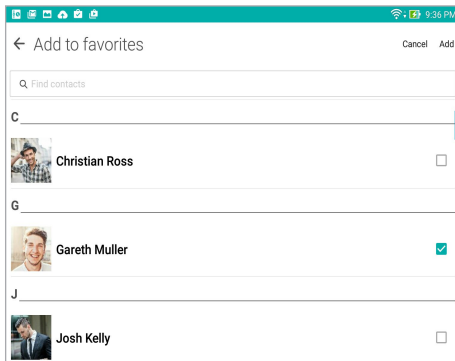 9:36 PM
Add to favorites Cancel Add
Find contacts
C
Christian Ross
G
Gareth Muller
J
Josh Kelly